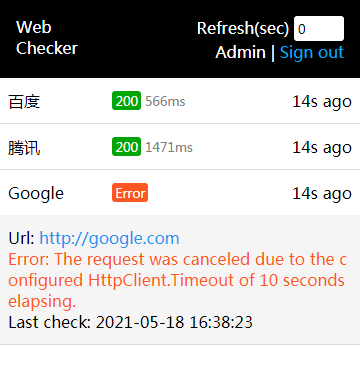 Web Refresh(sec) 0
Checker Admin | Sign out
百度 200 566ms 14s ago
腾讯 200 1471ms 14s ago
Google Error 14s ago
Url: http://google.com
Error: The request was canceled due to the c
onfigured HttpClient.Timeout of 10 seconds
elapsing.
Last check: 2021-05-18 16:38:23